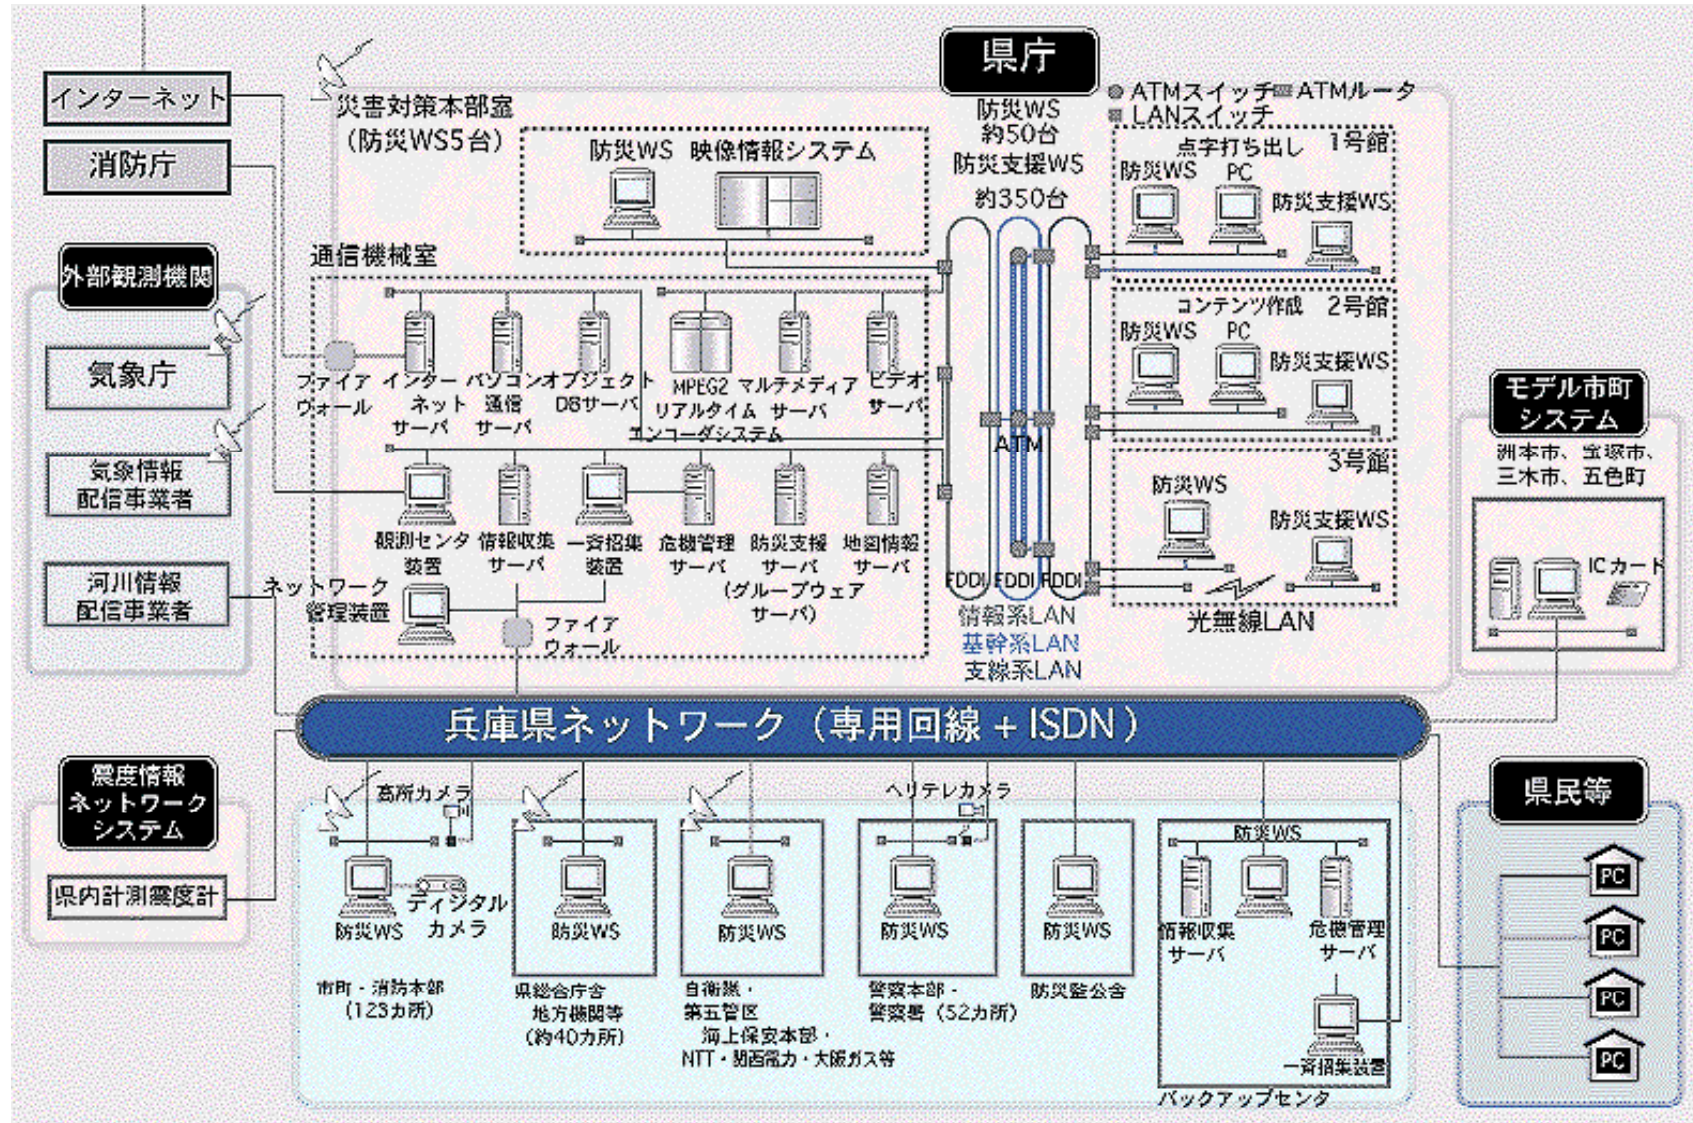 県庁
インターネット
消防庁
災害対策本部室
(防災WS5台)
防災WS 映像情報システム
防災WS
約50台
防災支援WS
約350台
ATMスイッチ ATMルータ
LANスイッチ
1号館
点字打ち出し
防災WS PC
防災支援WS
通信機械室
外部観測機関
気象庁
気象情報
配信事業者
河川情報
配信事業者
ファイア
ウォール
インター
ネット
サーバ
パソコン
通信
サーバ
オブジェクト
DBサーバ
MPEG2
リアルタイム
エンコーダシステム
マルチメディア
サーバ
ビデオ
サーバ
コンテンツ作成 2号館
防災WS PC
防災支援WS
ATM
3号館
防災WS
防災支援WS
光無線LAN
観測センタ
装置
情報収集
サーバ
一斉招集
装置
危機管理
サーバ
防災支援
サーバ
(グループウェア
サーバ)
地図情報
サーバ
ネットワーク
管理装置
ファイア
ウォール
FDDI FDDI FDDI
情報系LAN
基幹系LAN
支線系LAN
モデル市町
システム
洲本市、宝塚市、
三木市、五色町
ICカード
兵庫県ネットワーク(専用回線+ISDN)
震度情報
ネットワーク
システム
県内計測震度計
高所カメラ
ディジタル
カメラ
防災WS
市町・消防本部
(123カ所)
防災WS
県総合庁舎
地方機関等
(約40カ所)
防災WS
自衛隊・
第五管区
海上保安本部・
NTT・関西電力・大阪ガス等
ヘリテレカメラ
防災WS
警察本部・
警察署(52カ所)
防災WS
防災監公舎
防災WS
情報収集
サーバ
危機管理
サーバ
一斉招集装置
バックアップセンタ
県民等
PC
PC
PC
PC